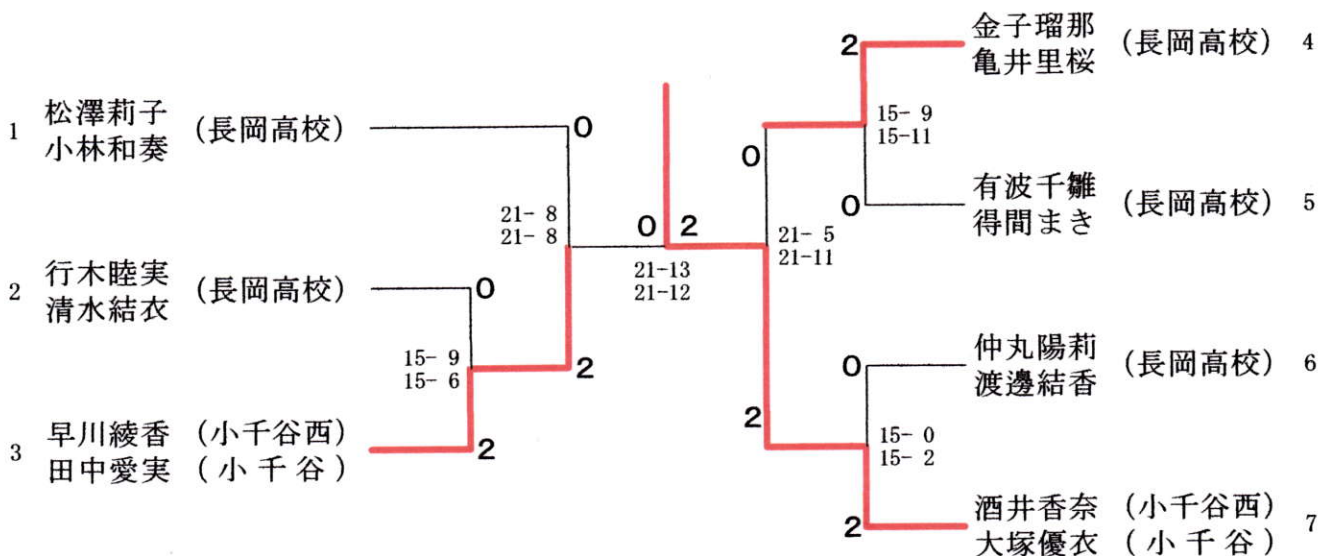 1 松澤莉子 (長岡高校)
小林和奏
2 行木睦実 (長岡高校)
清水結衣
3 早川綾香 (小千谷西)
田中愛実 (小千谷)
0
21- 8
21- 8
0
15- 9
15- 6
2
2
0 2
21-13
21-12
金子瑠那 (長岡高校) 4
亀井里桜
有波千雛 (長岡高校) 5
得間まき
仲丸陽莉 (長岡高校) 6
渡邊結香
酒井香奈 (小千谷西) 7
大塚優衣 (小千谷)
2
15- 9
15-11
0
0
21- 5
21-11
2
0
15- 0
15- 2
2